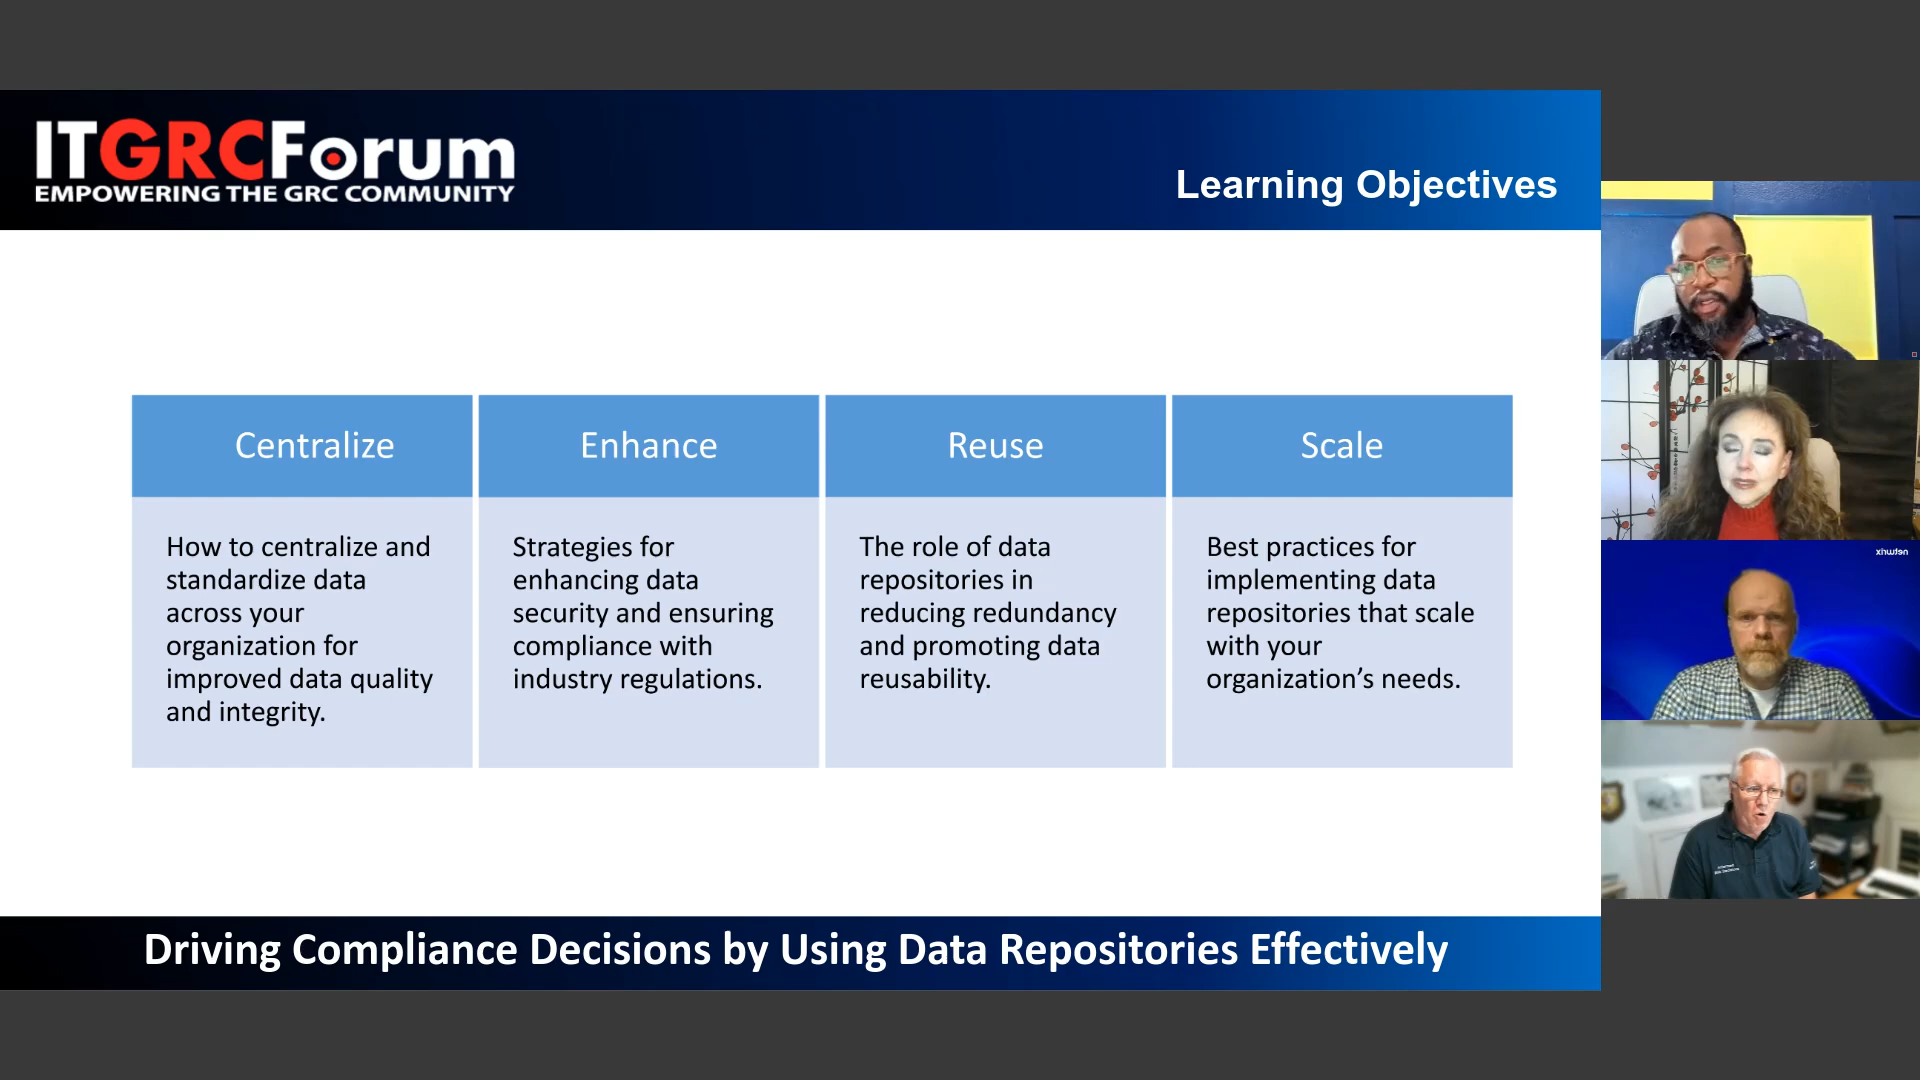 ITGRCForum
EMPOWERING THE GRC COMMUNITY
Learning Objectives
Centralize
How to centralize and
standardize data
across your
organization for
improved data quality
and integrity.
Enhance
Strategies for
enhancing data
security and ensuring
compliance with
industry regulations.
Reuse
The role of data
repositories in
reducing redundancy
and promoting data
reusability.
Scale
Best practices for
implementing data
repositories that scale
with your
organization’s needs.
netwrix
Driving Compliance Decisions by Using Data Repositories Effectively